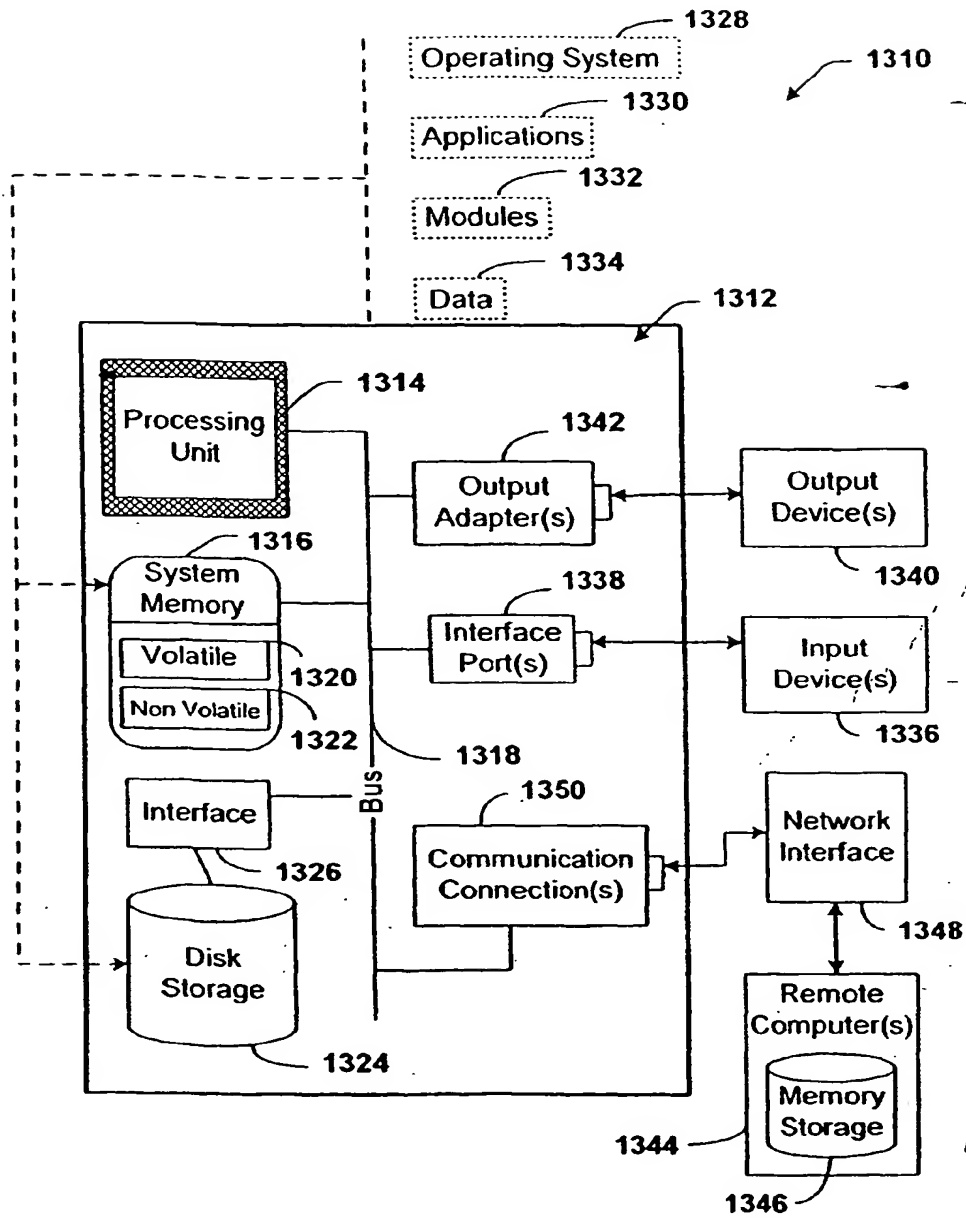 1328
Operating System
1310
1330
Applications
1332
Modules
1334
Data
1312
1314
Processing
Unit
1342
Output
Adapter(s)
Output
Device(s)
1340
1316
System
Memory
1338
Interface
Port(s)
Input
Device(s)
1336
Volatile
1320
Non Volatile
1322
1318
Bus
1350
Interface
1326
Communication
Connection(s)
Network
Interface
1348
Disk
Storage
1324
Remote
Computer(s)
Memory
Storage
1344
1346